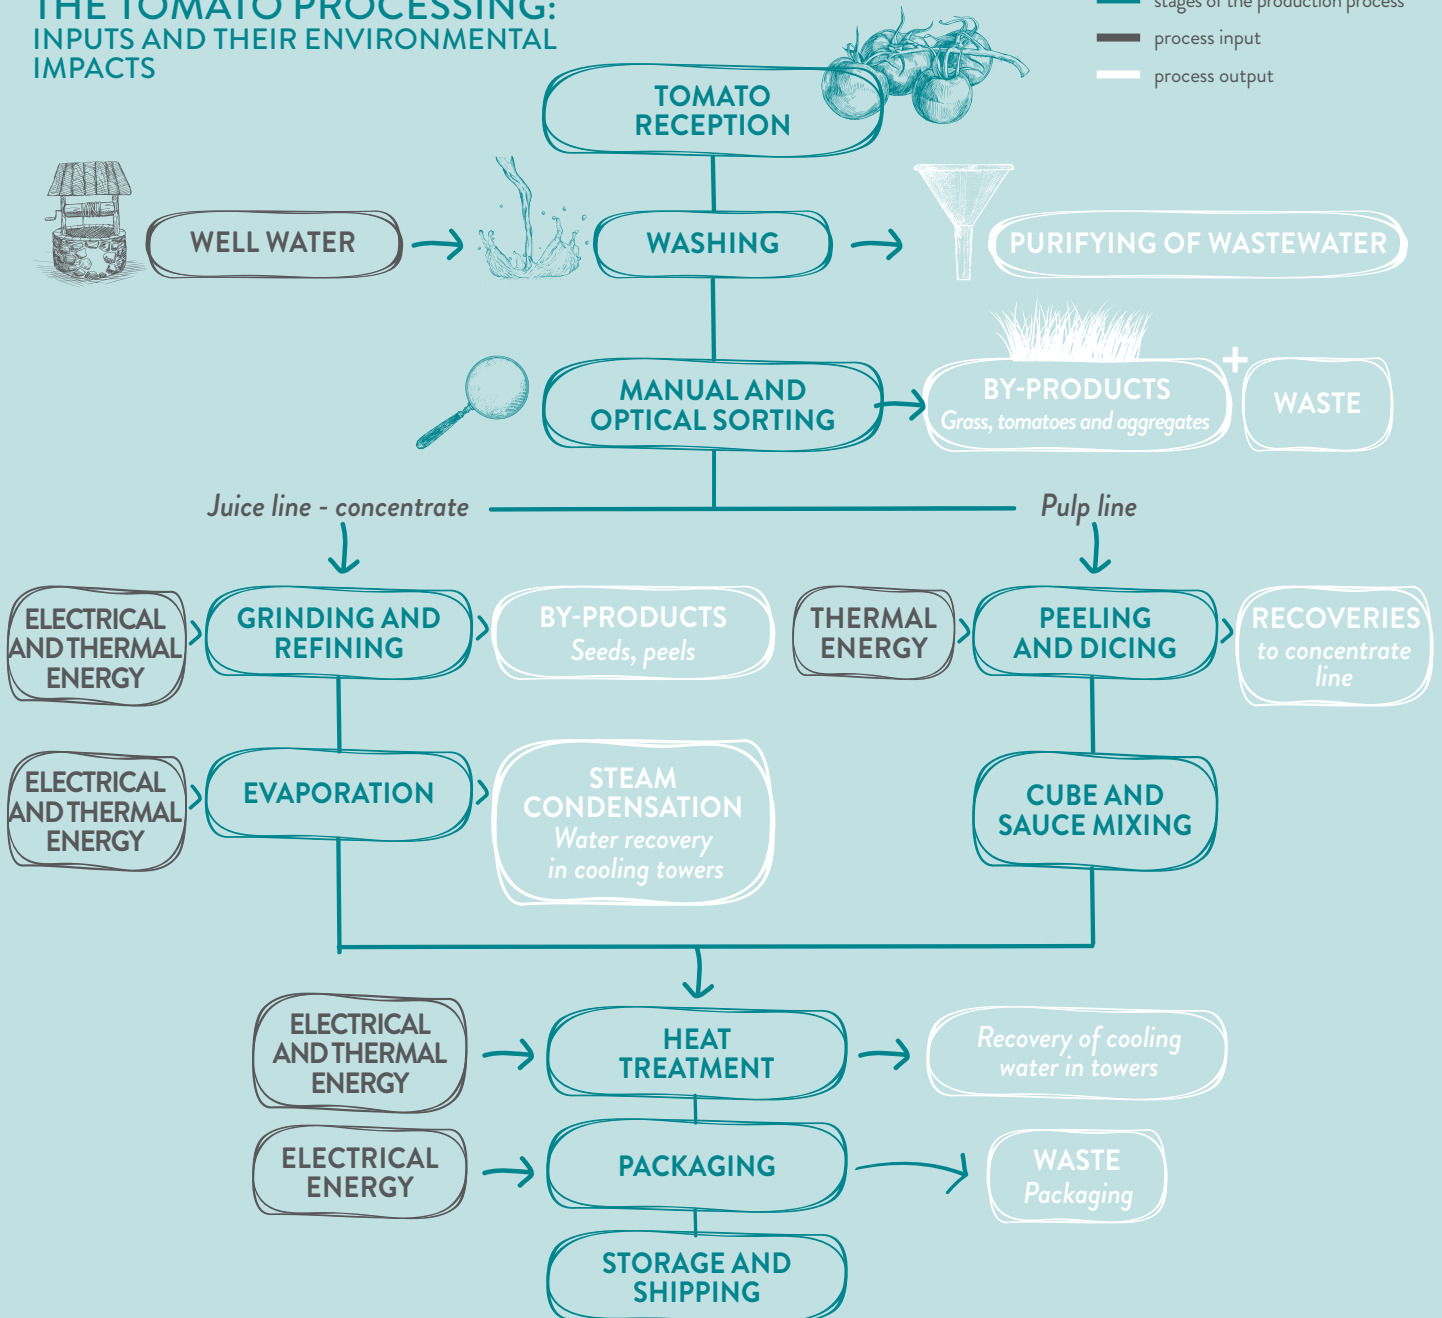 THE TOMATO PROCESSING:
INPUTS AND THEIR ENVIRONMENTAL
IMPACTS
stages of the production process
process input
process output
TOMATO
RECEPTION
WELL WATER
WASHING
PURIFYING OF WASTEWATER
MANUAL AND
OPTICAL SORTING
BY-PRODUCTS
Grass, tomatoes and aggregates
+
WASTE
Juice line - concentrate
Pulp line
ELECTRICAL
AND THERMAL
ENERGY
GRINDING AND
REFINING
BY-PRODUCTS
Seeds, peels
THERMAL
ENERGY
PEELING
AND DICING
RECOVERIES
to concentrate
line
ELECTRICAL
AND THERMAL
ENERGY
EVAPORATION
STEAM
CONDENSATION
Water recovery
in cooling towers
CUBE AND
SAUCE MIXING
ELECTRICAL
AND THERMAL
ENERGY
HEAT
TREATMENT
Recovery of cooling
water in towers
ELECTRICAL
ENERGY
PACKAGING
WASTE
Packaging
STORAGE AND
SHIPPING